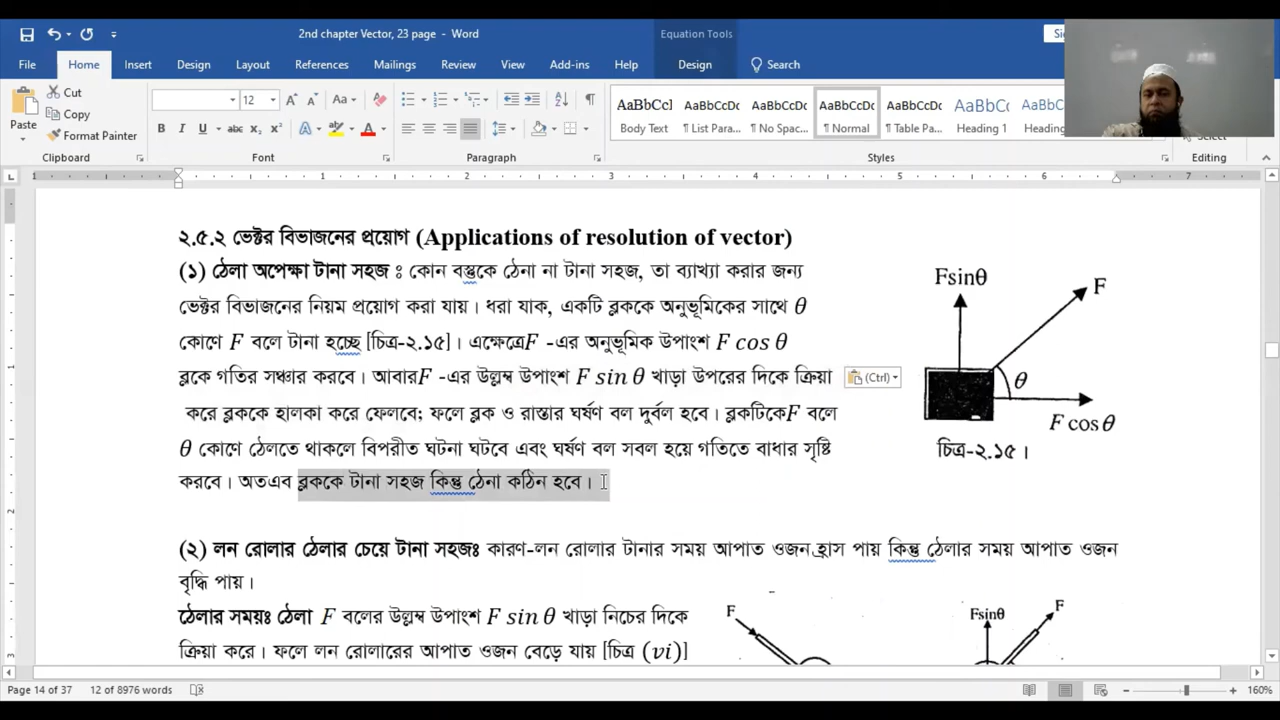 2nd chapter Vector, 23 page - Word
Equation Tools
File Home Insert Design Layout References Mailings Review View Add-ins Help Design Search
Paste
Cut
Copy
Format Painter
Clipboard
12
Font
Paragraph
AaBbCcI AaBbCcDc AaBbCcDc AaBbCcDc AaBbCcDc AaBbC
Body Text ¶ List Para... ¶ No Spac... ¶ Normal ¶ Table Pa... Heading 1 Heading
Styles
Editing
২.৫.২ ভেক্টর বিভাজনের প্রয়োগ (Applications of resolution of vector)
(১) ঠেলা অপেক্ষা টানা সহজ ঃ কোন বস্তুকে ঠেনা না টানা সহজ, তা ব্যাখ্যা করার জন্য
ভেক্টর বিভাজনের নিয়ম প্রয়োগ করা যায়। ধরা যাক, একটি ব্লককে অনুভূমিকের সাথে θ
কোণে F বলে টানা হচ্ছে [চিত্র-২.১৫]। এক্ষেত্রেF -এর অনুভূমিক উপাংশ F cos θ
ব্লকে গতির সঞ্চার করবে। আবারF -এর উল্লম্ব উপাংশ F sin θ খাড়া উপরের দিকে ক্রিয়া
করে ব্লককে হালকা করে ফেলবে; ফলে ব্লক ও রাস্তার ঘর্ষণ বল দুর্বল হবে। ব্লকটিকেF বলে
θ কোণে ঠেলতে থাকলে বিপরীত ঘটনা ঘটবে এবং ঘর্ষণ বল সবল হয়ে গতিতে বাধার সৃষ্টি
করবে। অতএব ব্লককে টানা সহজ কিন্তু ঠেনা কঠিন হবে।
Fsinθ
F
θ
F cosθ
চিত্র-২.১৫।
(Ctrl)
(২) লন রোলার ঠেলার চেয়ে টানা সহজঃ কারণ-লন রোলার টানার সময় আপাত ওজন হ্রাস পায় কিন্তু ঠেলার সময় আপাত ওজন
বৃদ্ধি পায়।
ঠেলার সময়ঃ ঠেলা F বলের উল্লম্ব উপাংশ F sin θ খাড়া নিচের দিকে
ক্রিয়া করে। ফলে লন রোলারের আপাত ওজন বেড়ে যায় [চিত্র (vi)]
F
Fsinθ
F
Page 14 of 37 12 of 8976 words
160%